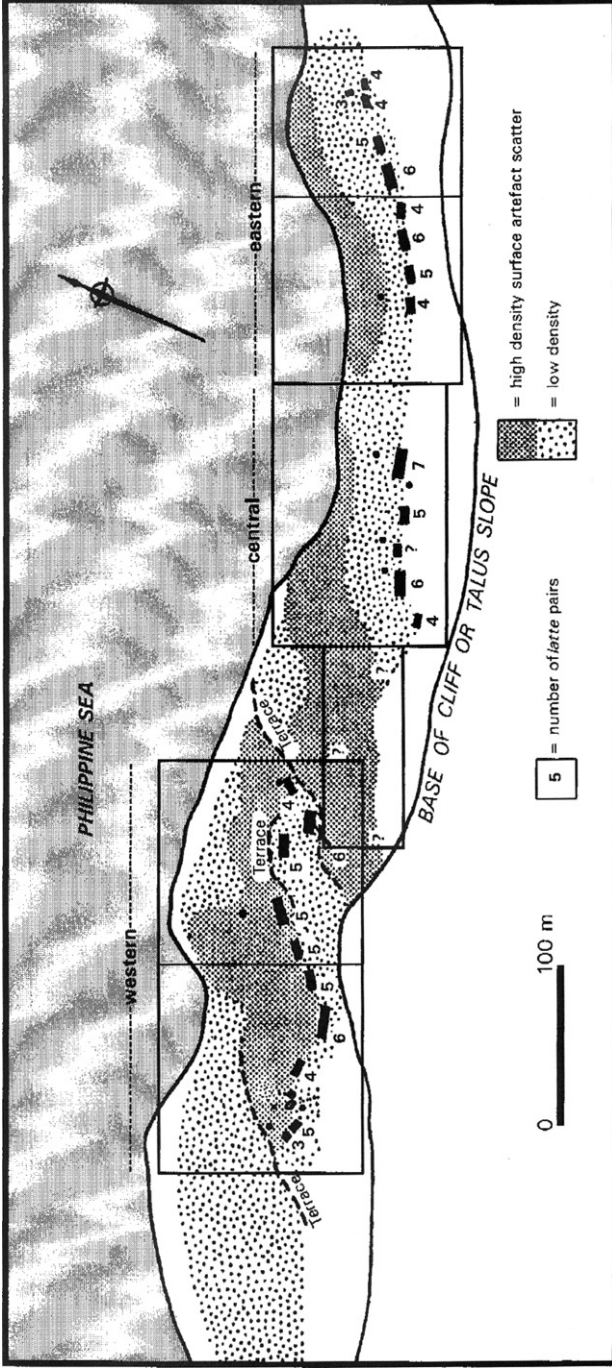 PHILIPPINE SEA
western
central
eastern
Terrace
Terrace
Terrace
3
5
4
6
5
5
5
5
4
6
?
?
?
4
6
?
5
7
4
5
6
4
6
5
3
4
4
BASE OF CLIFF OR TALUS SLOPE
0 100 m
5 = number of latte pairs
= high density surface artefact scatter
= low density